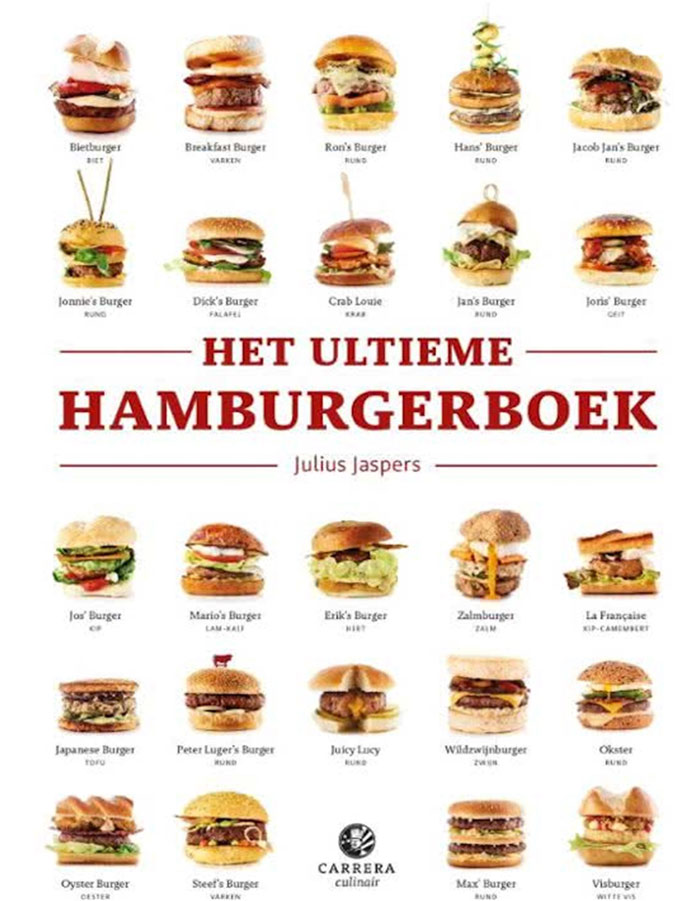 Bietburger
BIET
Breakfast Burger
VARKEN
Ron's Burger
RUND
Hans' Burger
RUND
Jacob Jan's Burger
RUND
Jonnie's Burger
RUND
Dick's Burger
FALAFEL
Crab Louie
KRAB
Jan's Burger
RUND
Joris' Burger
GEIT
HET ULTIEME
HAMBURGERBOEK
Julius Jaspers
Jos' Burger
KIP
Mario's Burger
LAM-KALF
Erik's Burger
HERT
Zalmburger
ZALM
La Française
KIP-CAMEMBERT
Japanese Burger
TOFU
Peter Luger's Burger
RUND
Juicy Lucy
RUND
Wildzwijnburger
ZWIJN
Okster
RUND
Oyster Burger
OESTER
Steef's Burger
VARKEN
CARRERA
culinair
Max' Burger
RUND
Visburger
WITTE VIS